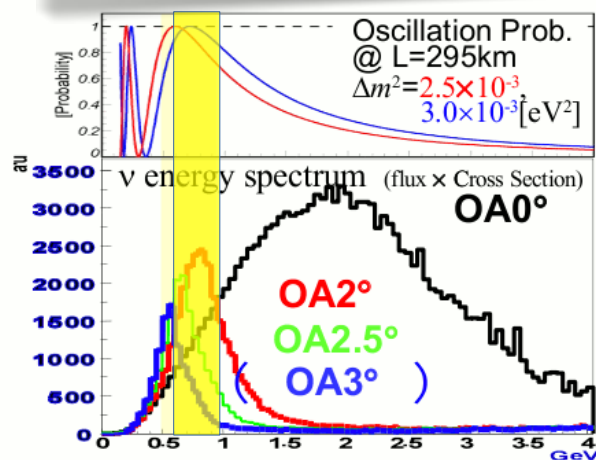 Oscillation Prob.
@ L=295km
Δm²=2.5×10⁻³,
3.0×10⁻³[eV²]
[Probability]
1
0.8
0.6
0.4
0.2
0
a.u
ν energy spectrum (flux × Cross Section)
OA0°
OA2°
OA2.5°
( OA3° )
3500
3000
2500
2000
1500
1000
500
0
0 0.5 1 1.5 2 2.5 3 3.5 4
GeV